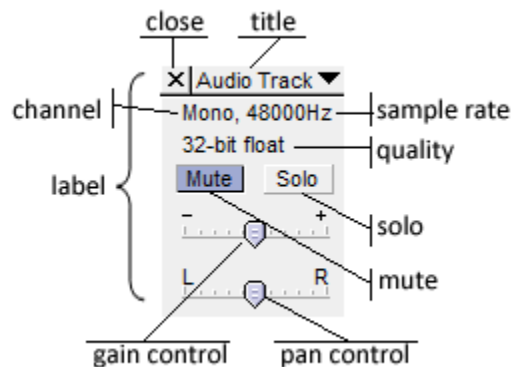 close title
X Audio Track
channel Mono, 48000Hz sample rate
32-bit float quality
label Mute Solo
- + solo
L R mute
gain control pan control